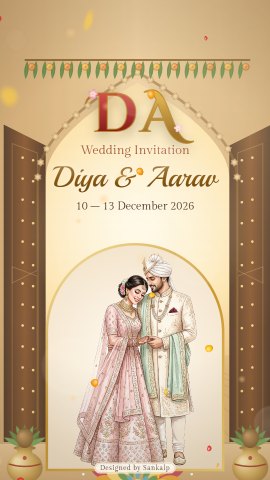 DA
Wedding Invitation
Diya & Aarav
10 — 13 December 2026
Designed by Sankalp